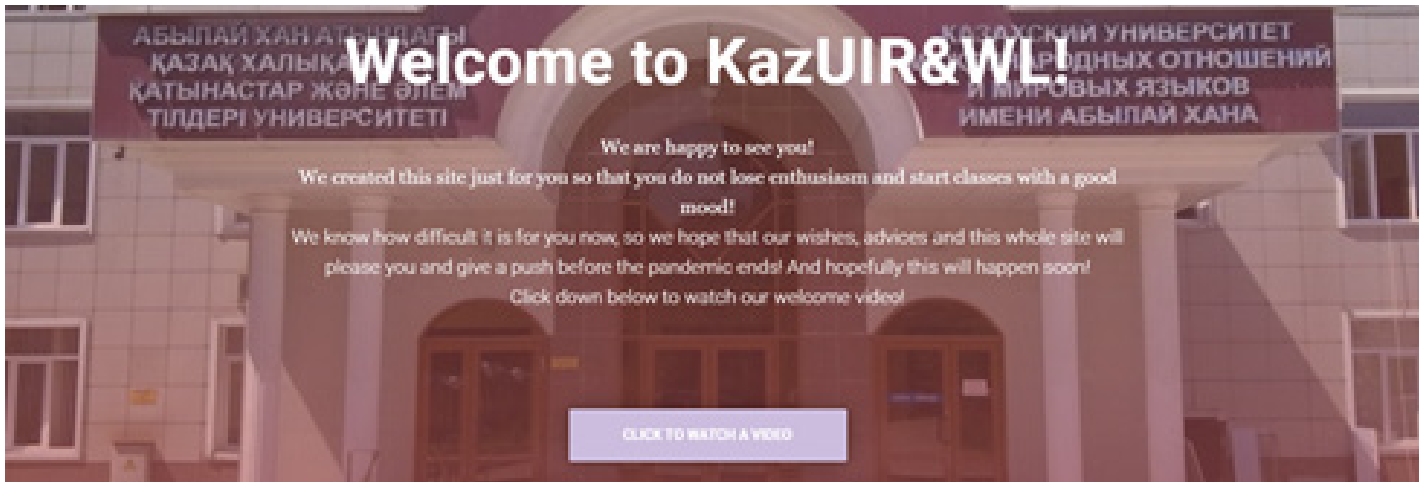 АБЫЛАЙ ХАН АТЫНДАҒЫ
ҚАЗАҚ ХАЛЫҚА
ҚАТЫНАСТАР ЖӘНЕ ӘЛЕМ
ТІЛДЕРІ УНИВЕРСИТЕТІ
КАЗАХСКИЙ УНИВЕРСИТЕТ
НАРОДНЫХ ОТНОШЕНИЙ
И МИРОВЫХ ЯЗЫКОВ
ИМЕНИ АБЫЛАЙ ХАНА
Welcome to KazUIR&WL!
We are happy to see you!
We created this site just for you so that you do not lose enthusiasm and start classes with a good
mood!
We know how difficult it is for you now, so we hope that our wishes, advices and this whole site will
please you and give a push before the pandemic ends! And hopefully this will happen soon!
Click down below to watch our welcome video!
CLICK TO WATCH A VIDEO